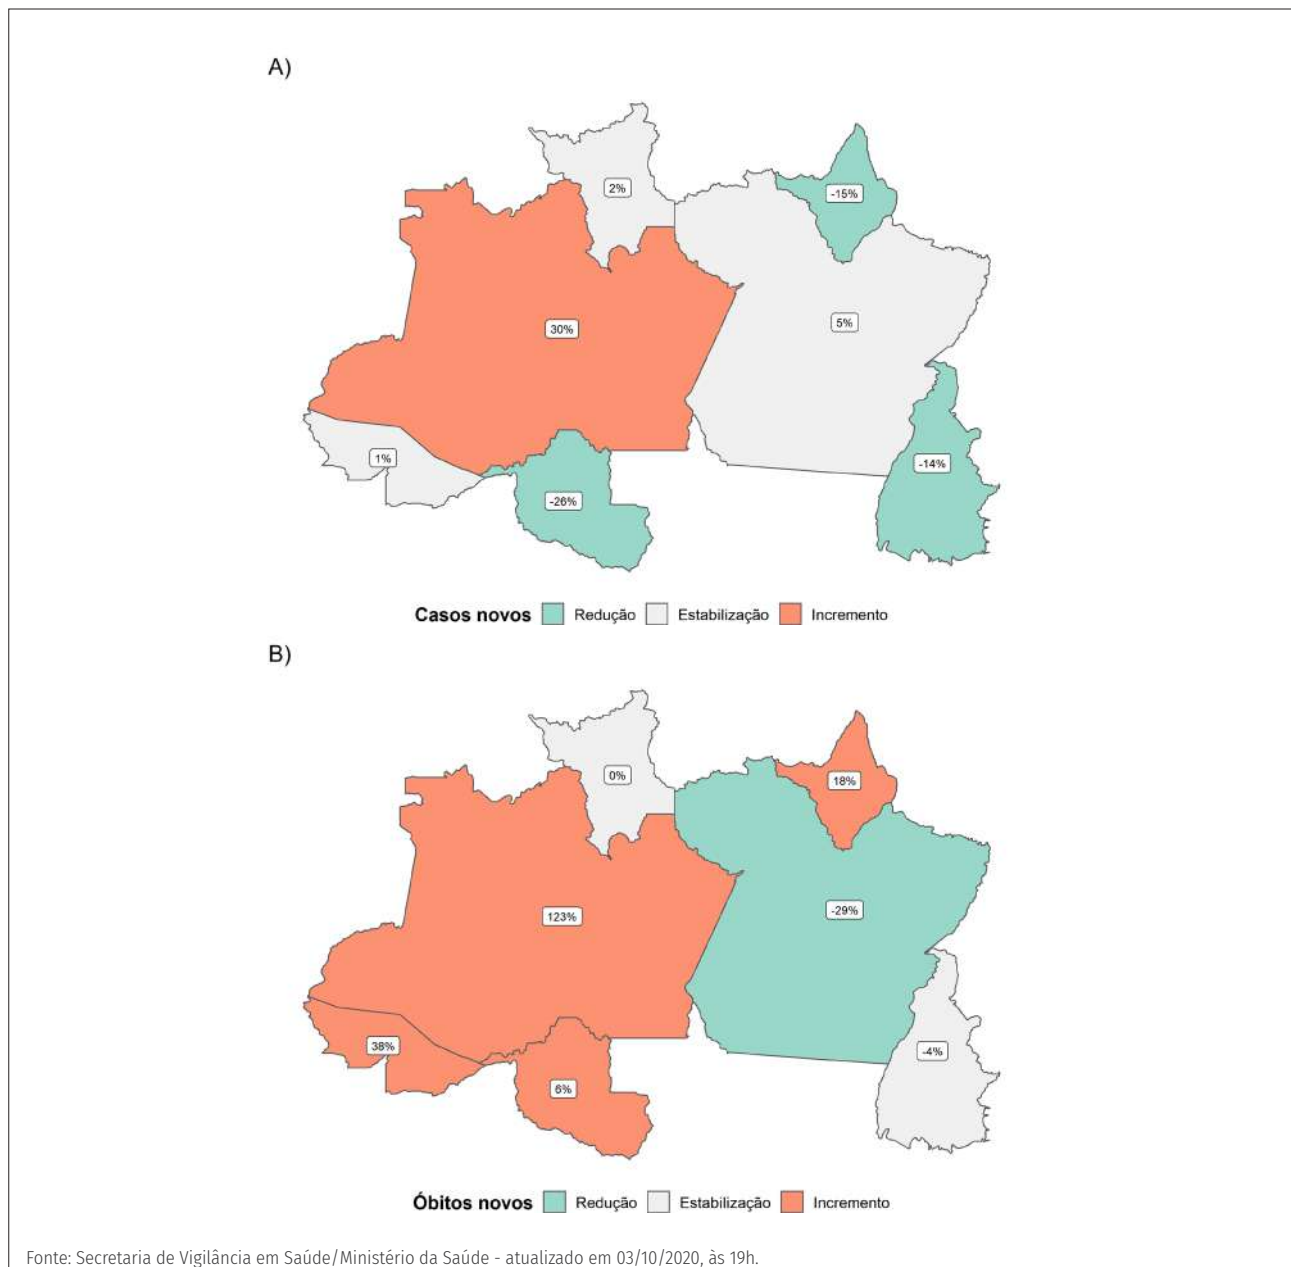 A)
2%
-15%
30%
5%
1%
-14%
-26%
Casos novos Redução Estabilização Incremento
B)
0%
18%
123%
-29%
38%
-4%
6%
Óbitos novos Redução Estabilização Incremento
Fonte: Secretaria de Vigilância em Saúde/Ministério da Saúde - atualizado em 03/10/2020, às 19h.